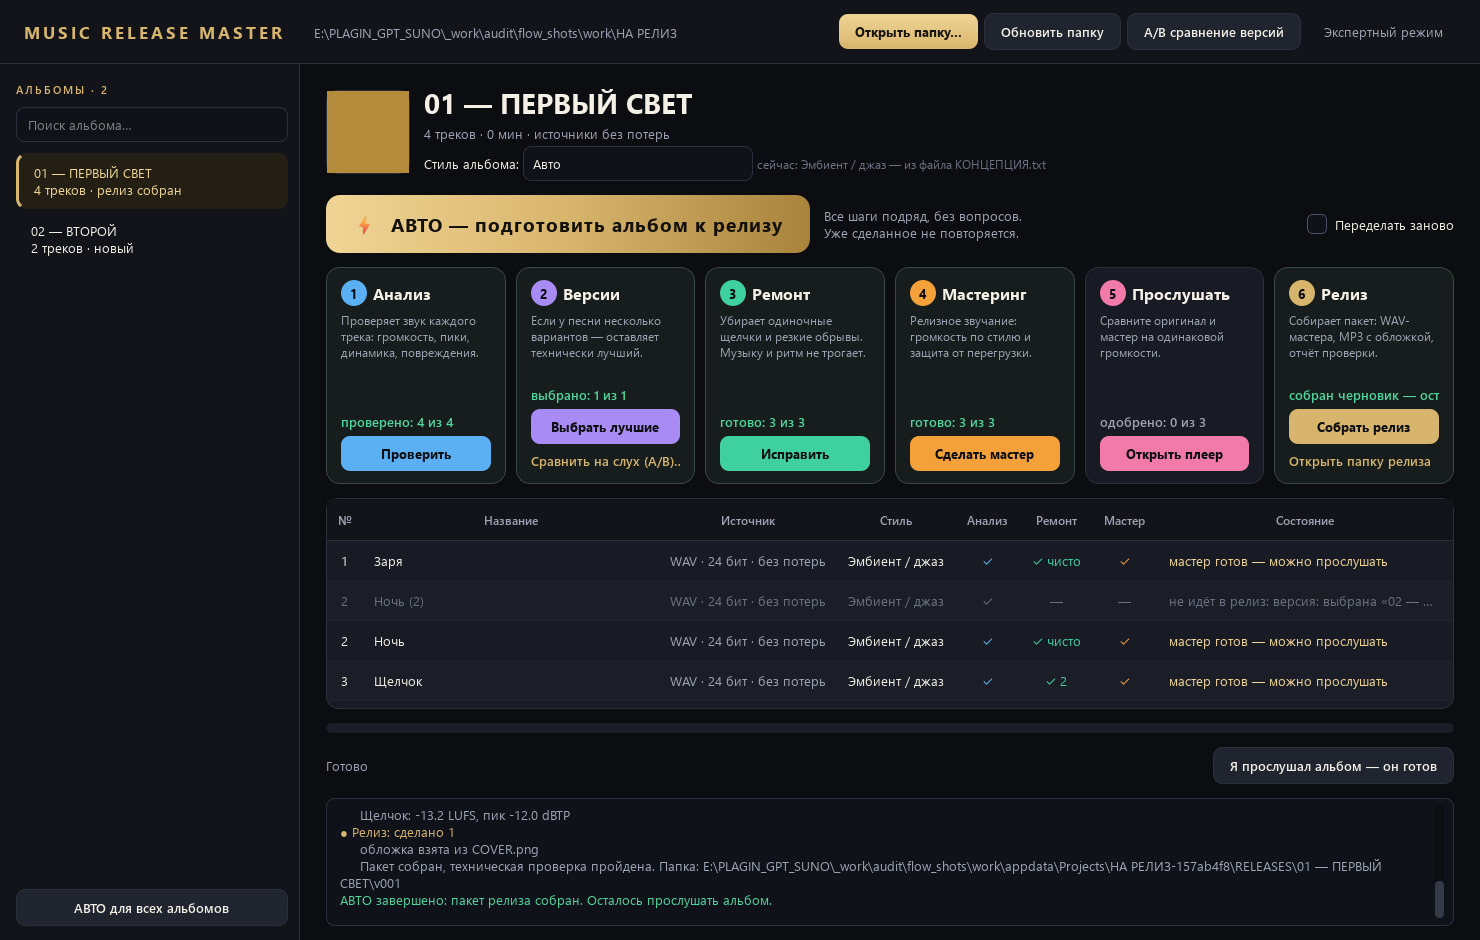 MUSIC RELEASE MASTER
E:\PLAGIN_GPT_SUNO\_work\audit\flow_shots\work\НА РЕЛИЗ
Открыть папку...
Обновить папку
A/B сравнение версий
Экспертный режим
АЛЬБОМЫ · 2
Поиск альбома...
01 — ПЕРВЫЙ СВЕТ
4 треков · релиз собран
02 — ВТОРОЙ
2 треков · новый
АВТО для всех альбомов
01 — ПЕРВЫЙ СВЕТ
4 треков · 0 мин · источники без потерь
Стиль альбома:
Авто
сейчас: Эмбиент / джаз — из файла КОНЦЕПЦИЯ.txt
АВТО — подготовить альбом к релизу
Все шаги подряд, без вопросов.
Уже сделанное не повторяется.
Переделать заново
1 Анализ
Проверяет звук каждого
трека: громкость, пики,
динамика, повреждения.
проверено: 4 из 4
Проверить
2 Версии
Если у песни несколько
вариантов — оставляет
технически лучший.
выбрано: 1 из 1
Выбрать лучшие
Сравнить на слух (A/B)..
3 Ремонт
Убирает одиночные
щелчки и резкие обрывы.
Музыку и ритм не трогает.
готово: 3 из 3
Исправить
4 Мастеринг
Релизное звучание:
громкость по стилю и
защита от перегрузки.
готово: 3 из 3
Сделать мастер
5 Прослушать
Сравните оригинал и
мастер на одинаковой
громкости.
одобрено: 0 из 3
Открыть плеер
6 Релиз
Собирает пакет: WAV-
мастера, MP3 с обложкой,
отчёт проверки.
собран черновик — ост
Собрать релиз
Открыть папку релиза
№ Название Источник Стиль Анализ Ремонт Мастер Состояние
1 Заря WAV · 24 бит · без потерь Эмбиент / джаз ✓ ✓ чисто ✓ мастер готов — можно прослушать
2 Ночь (2) WAV · 24 бит · без потерь Эмбиент / джаз ✓ — — не идёт в релиз: версия: выбрана «02 — ...
2 Ночь WAV · 24 бит · без потерь Эмбиент / джаз ✓ ✓ чисто ✓ мастер готов — можно прослушать
3 Щелчок WAV · 24 бит · без потерь Эмбиент / джаз ✓ ✓ 2 ✓ мастер готов — можно прослушать
Готово
Я прослушал альбом — он готов
Щелчок: -13.2 LUFS, пик -12.0 dBTP
● Релиз: сделано 1
обложка взята из COVER.png
Пакет собран, техническая проверка пройдена. Папка: E:\PLAGIN_GPT_SUNO\_work\audit\flow_shots\work\appdata\Projects\НА РЕЛИЗ-157ab4f8\RELEASES\01 — ПЕРВЫЙ
СВЕТ\v001
АВТО завершено: пакет релиза собран. Осталось прослушать альбом.